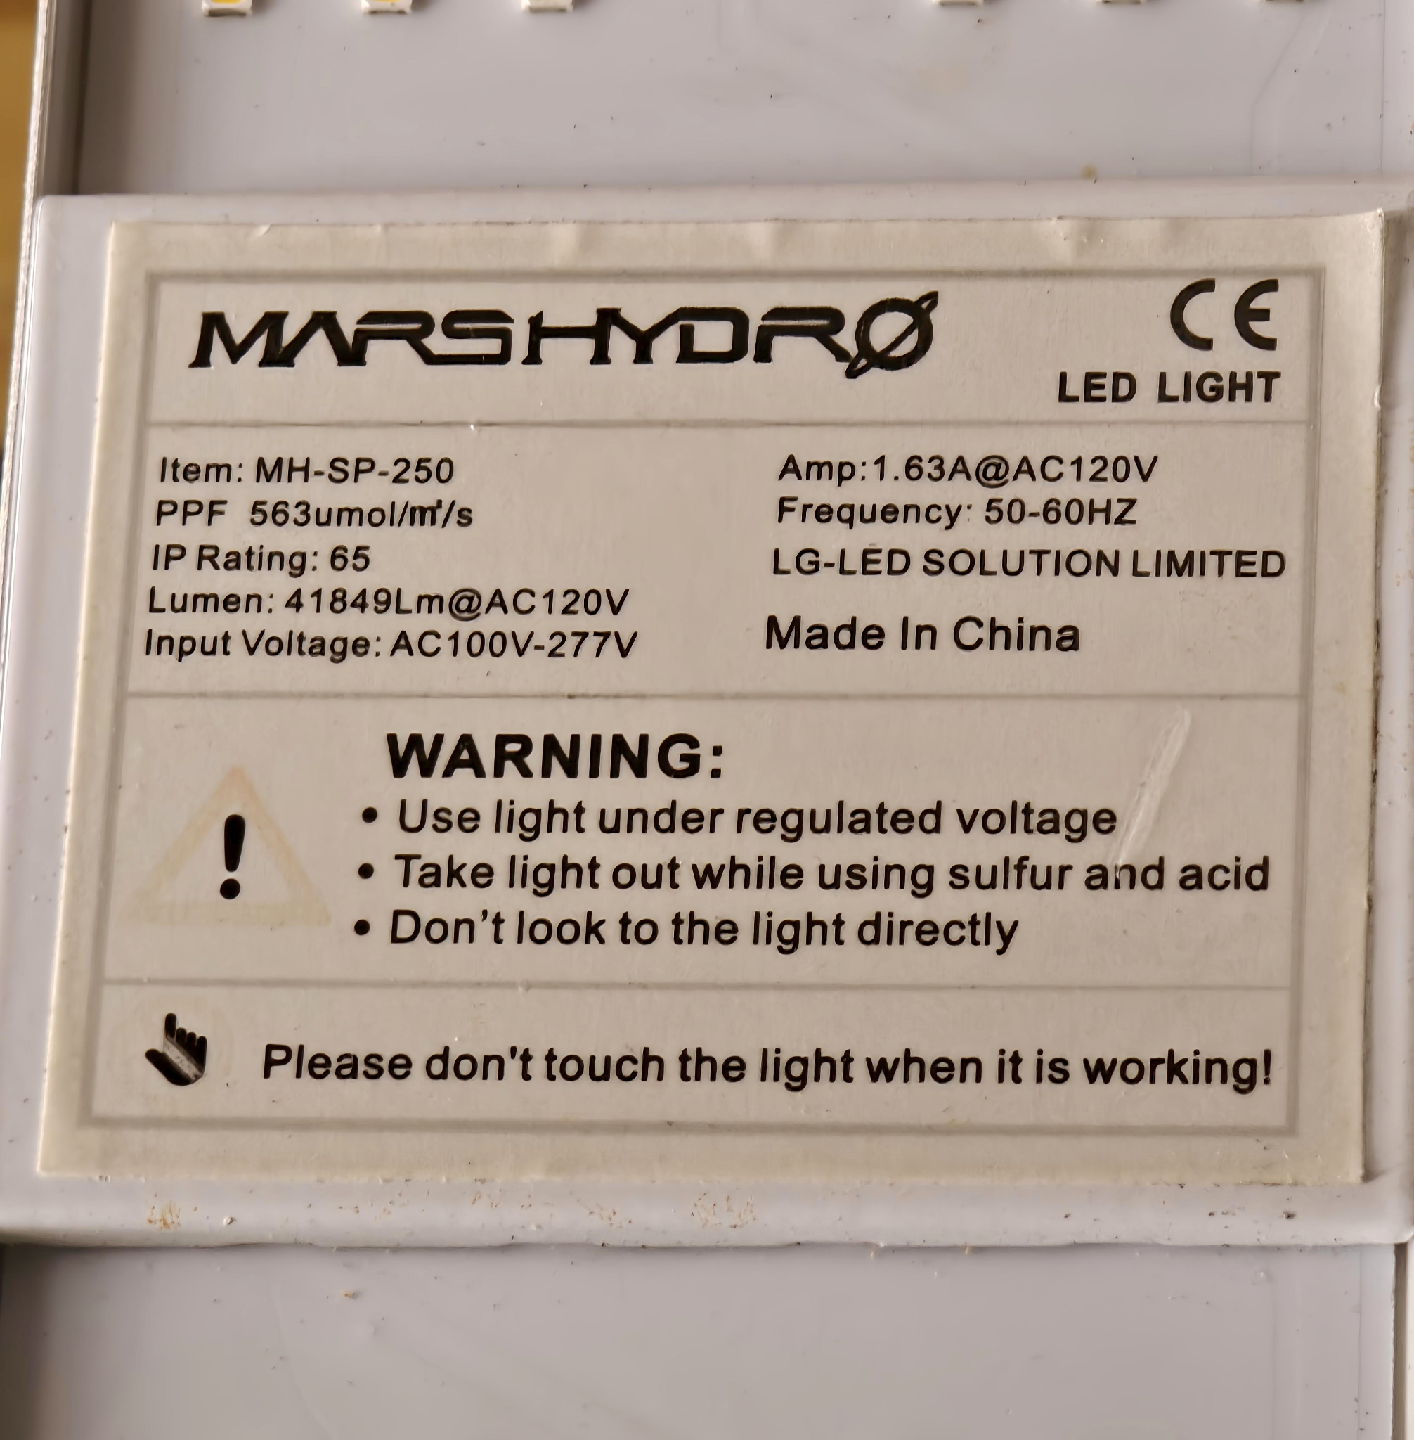 MARSHYDRO
CE
LED LIGHT
Item: MH-SP-250
PPF 563umol/m²/s
IP Rating: 65
Lumen: 41849Lm@AC120V
Input Voltage: AC100V-277V
Amp:1.63A@AC120V
Frequency: 50-60HZ
LG-LED SOLUTION LIMITED
Made In China
WARNING:
• Use light under regulated voltage
• Take light out while using sulfur and acid
• Don't look to the light directly
Please don't touch the light when it is working!